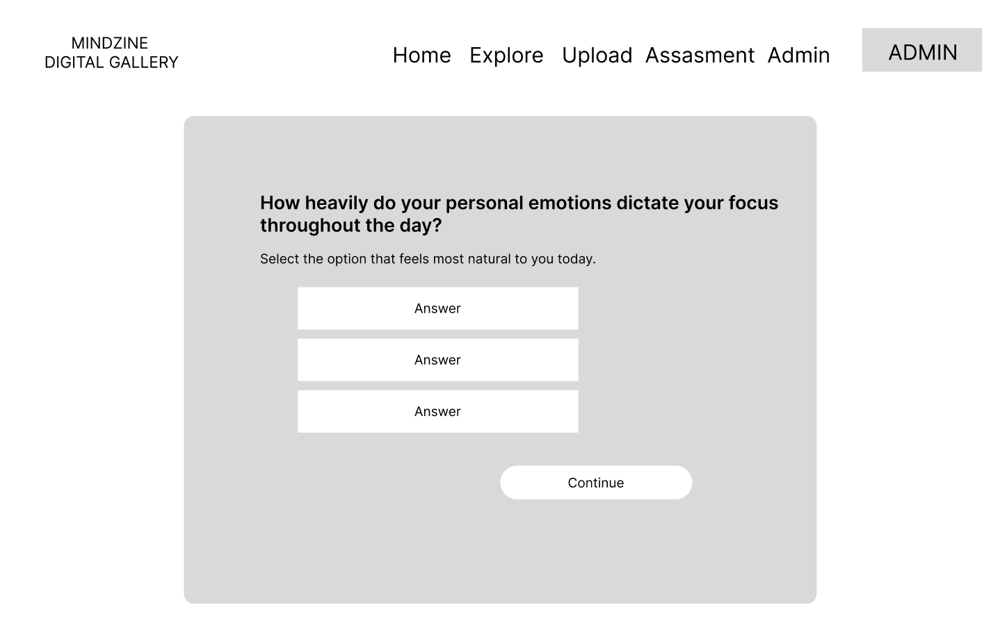 MINDZINE
DIGITAL GALLERY
Home Explore Upload Assasment Admin
ADMIN
How heavily do your personal emotions dictate your focus
throughout the day?
Select the option that feels most natural to you today.
Answer
Answer
Answer
Continue